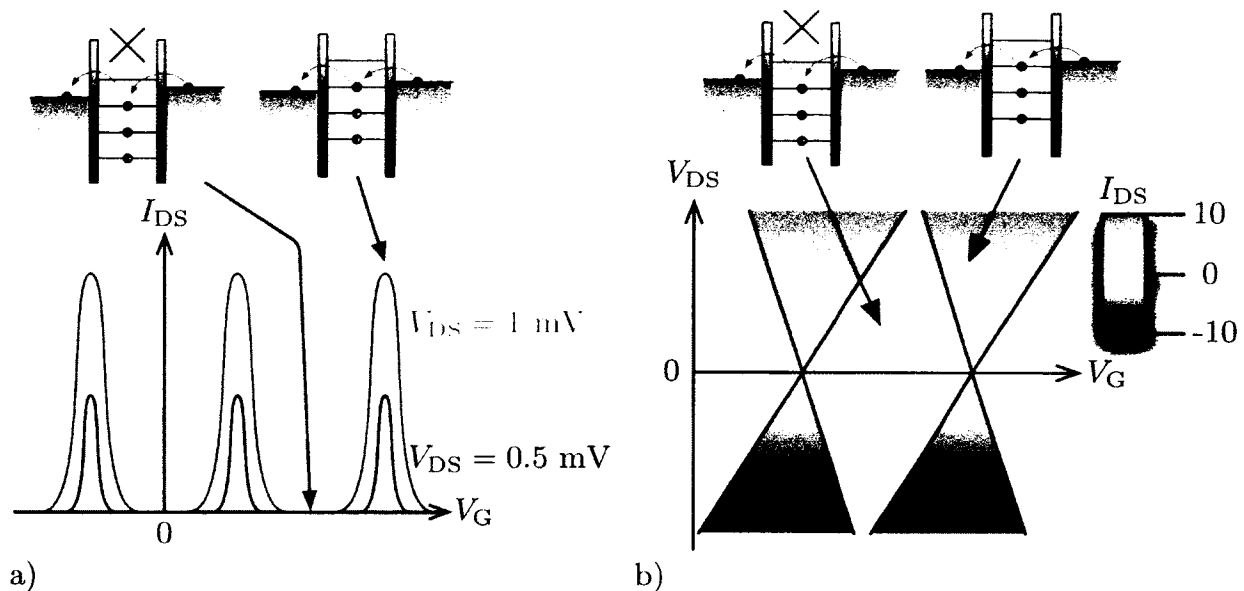 I_DS
V_DS = 1 mV
V_DS = 0.5 mV
V_G
0
a)
V_DS
I_DS
10
0
-10
0
V_G
b)